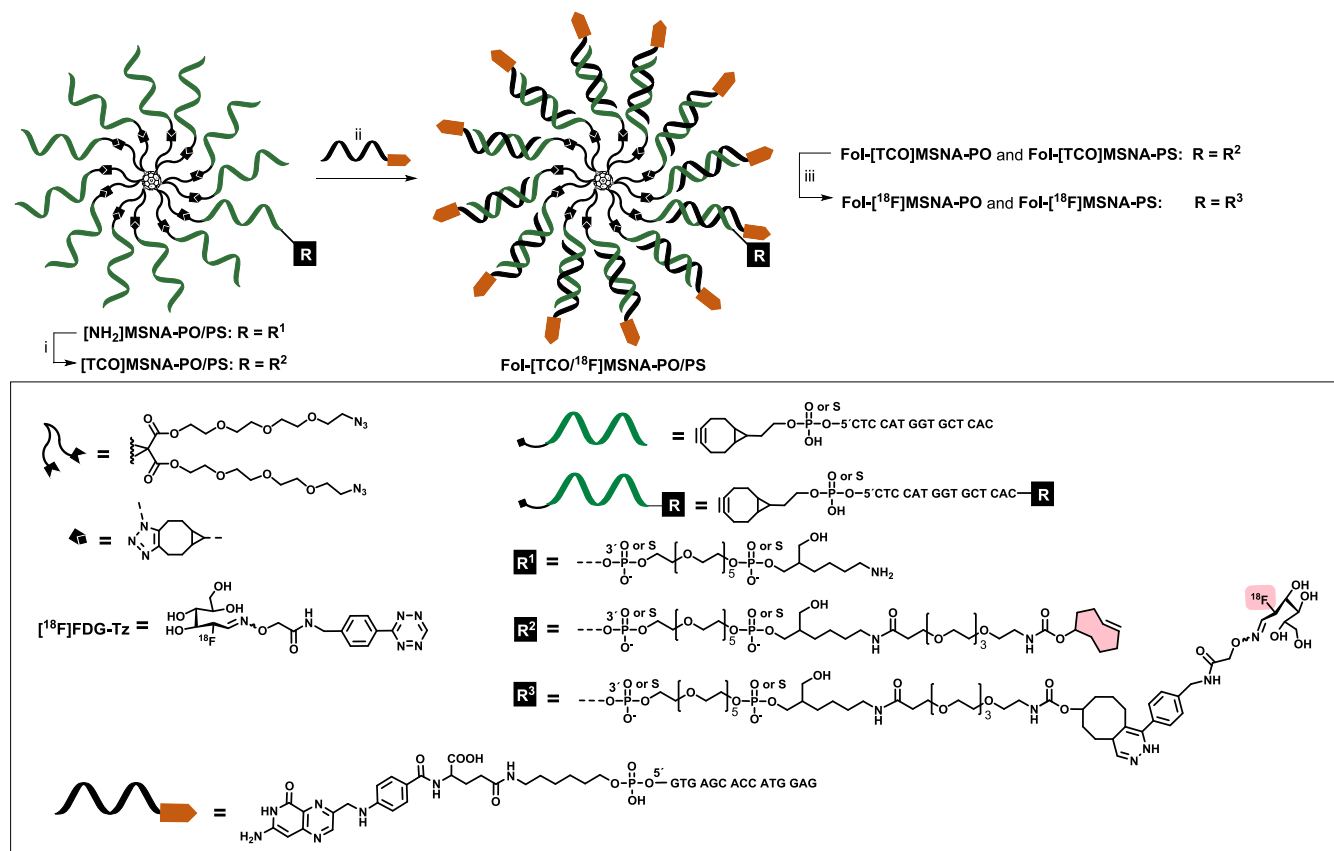 ii
R
R
[NH₂]MSNA-PO/PS: R = R¹
i
[TCO]MSNA-PO/PS: R = R²
Fol-[TCO/¹⁸F]MSNA-PO/PS
Fol-[TCO]MSNA-PO and Fol-[TCO]MSNA-PS: R = R²
iii
Fol-[¹⁸F]MSNA-PO and Fol-[¹⁸F]MSNA-PS: R = R³
= O O O O O N₃
O O O O O N₃
= N N N
[¹⁸F]FDG-Tz = HO OH OH HO ¹⁸F N O O H N N N N N
= O P O or S OH O 5´CTC CAT GGT GCT CAC
R = O P O or S OH O 5´CTC CAT GGT GCT CAC R
R¹ = 3´ O or S O P O O⁻ O 5 O or S O P O O⁻ OH NH₂
R² = 3´ O or S O P O O⁻ O 5 O or S O P O O⁻ OH N H O O 3 O N H O O
R³ = 3´ O or S O P O O⁻ O 5 O or S O P O O⁻ OH N H O O 3 O N H O O
¹⁸F HO OH OH OH N O O N H N NH
= O HN H₂N N N N N H O N H COOH O H N O P O OH O 5´ GTG AGC ACC ATG GAG